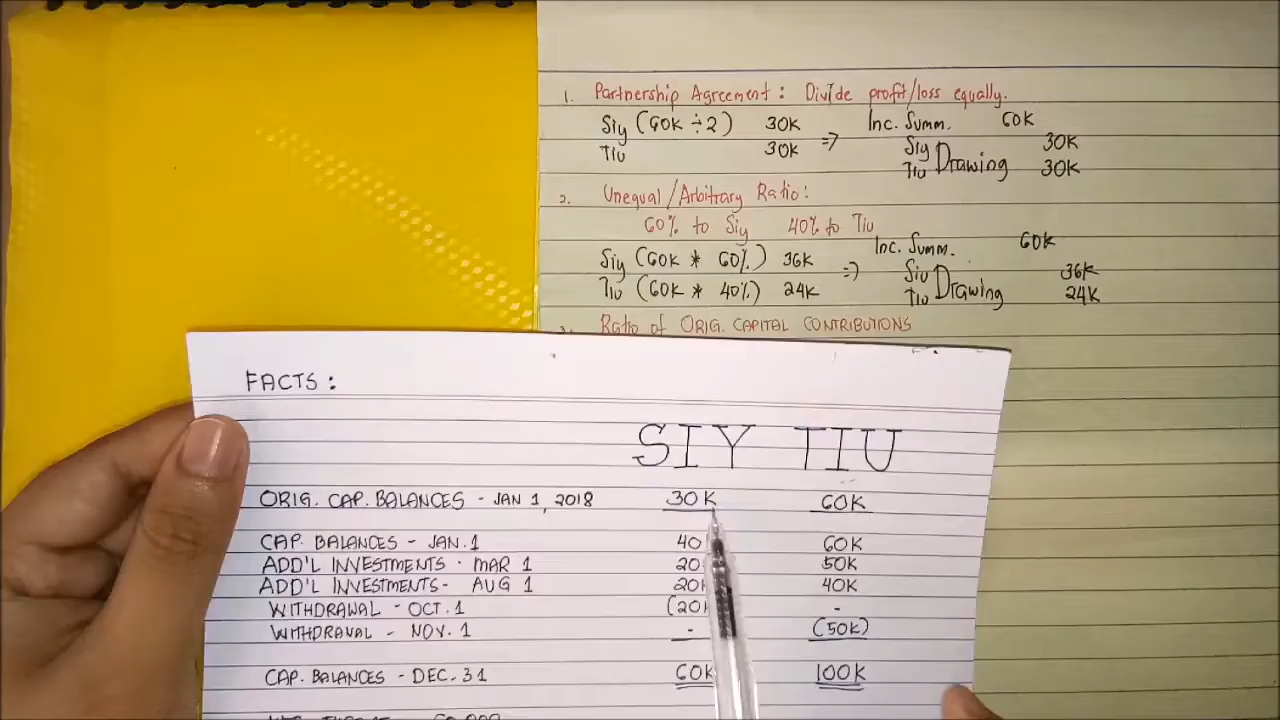 1. Partnership Agreement: Divide profit/loss equally.
Siy (60K ÷ 2) 30K => Inc. Summ. 60K
Tiu 30K Siy Drawing 30K
Tiu 30K
2. Unequal/Arbitrary Ratio:
60% to Siy 40% to Tiu
Siy (60K * 60%) 36K => Inc. Summ. 60K
Tiu (60K * 40%) 24K Siy Drawing 36K
Tiu 24K
3. Ratio of ORIG. CAPITAL CONTRIBUTIONS
FACTS:
SIY TIU
ORIG. CAP. BALANCES - JAN 1, 2018 30K 60K
CAP. BALANCES - JAN. 1 40 60K
ADD'L INVESTMENTS - MAR 1 20 50K
ADD'L INVESTMENTS - AUG 1 20K 40K
WITHDRAWAL - OCT. 1 (20K -
WITHDRAWAL - NOV. 1 - (50K)
CAP. BALANCES - DEC. 31 60K 100K